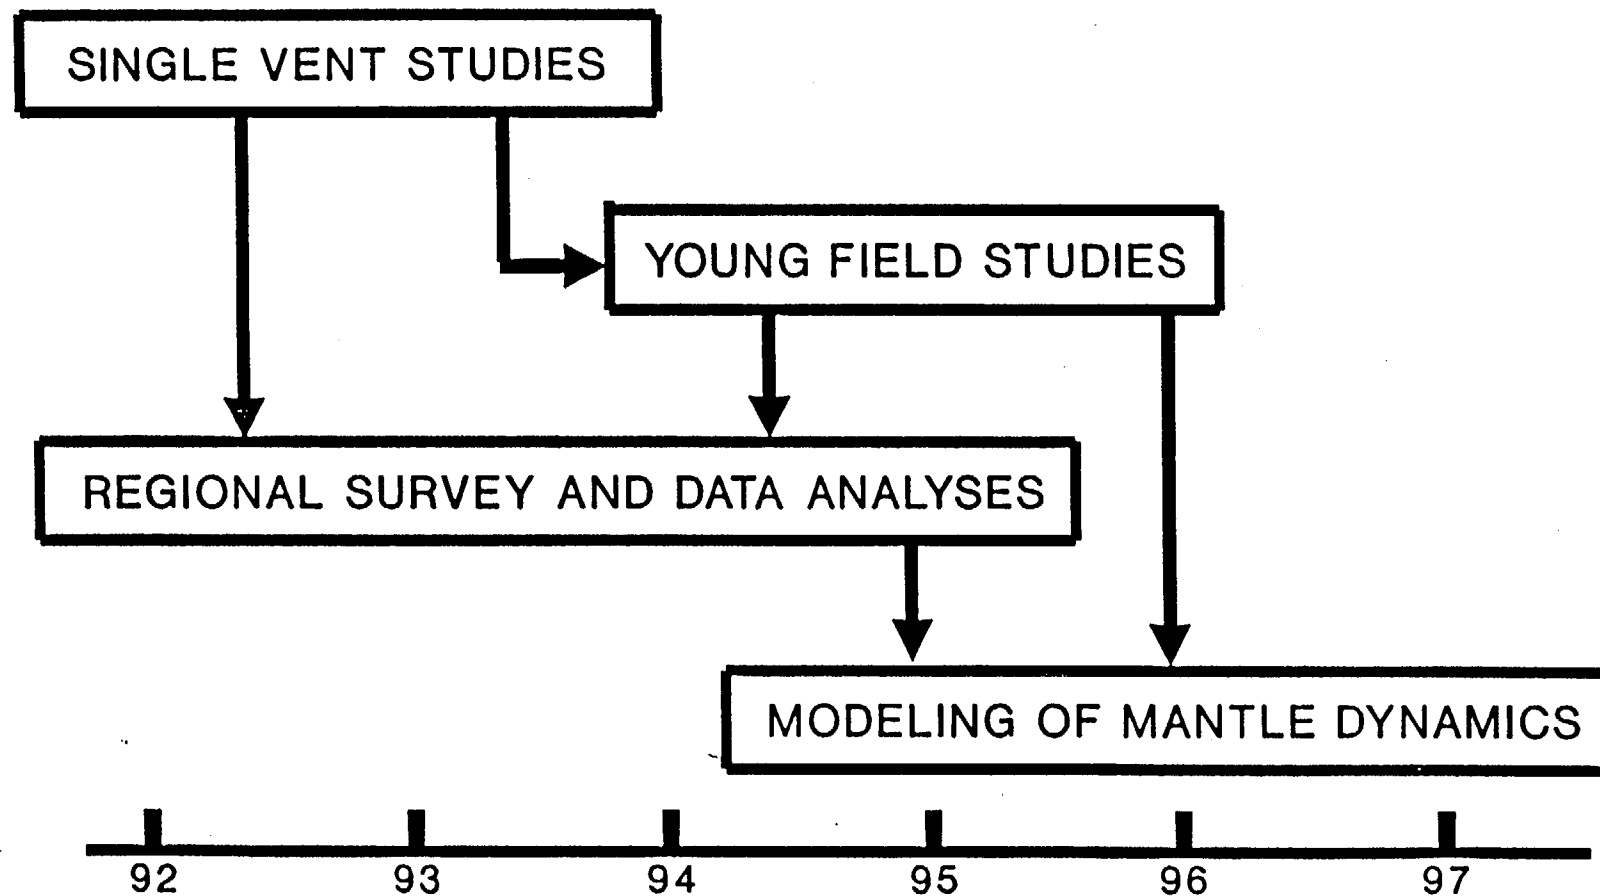 SINGLE VENT STUDIES
YOUNG FIELD STUDIES
REGIONAL SURVEY AND DATA ANALYSES
MODELING OF MANTLE DYNAMICS
92 93 94 95 96 97